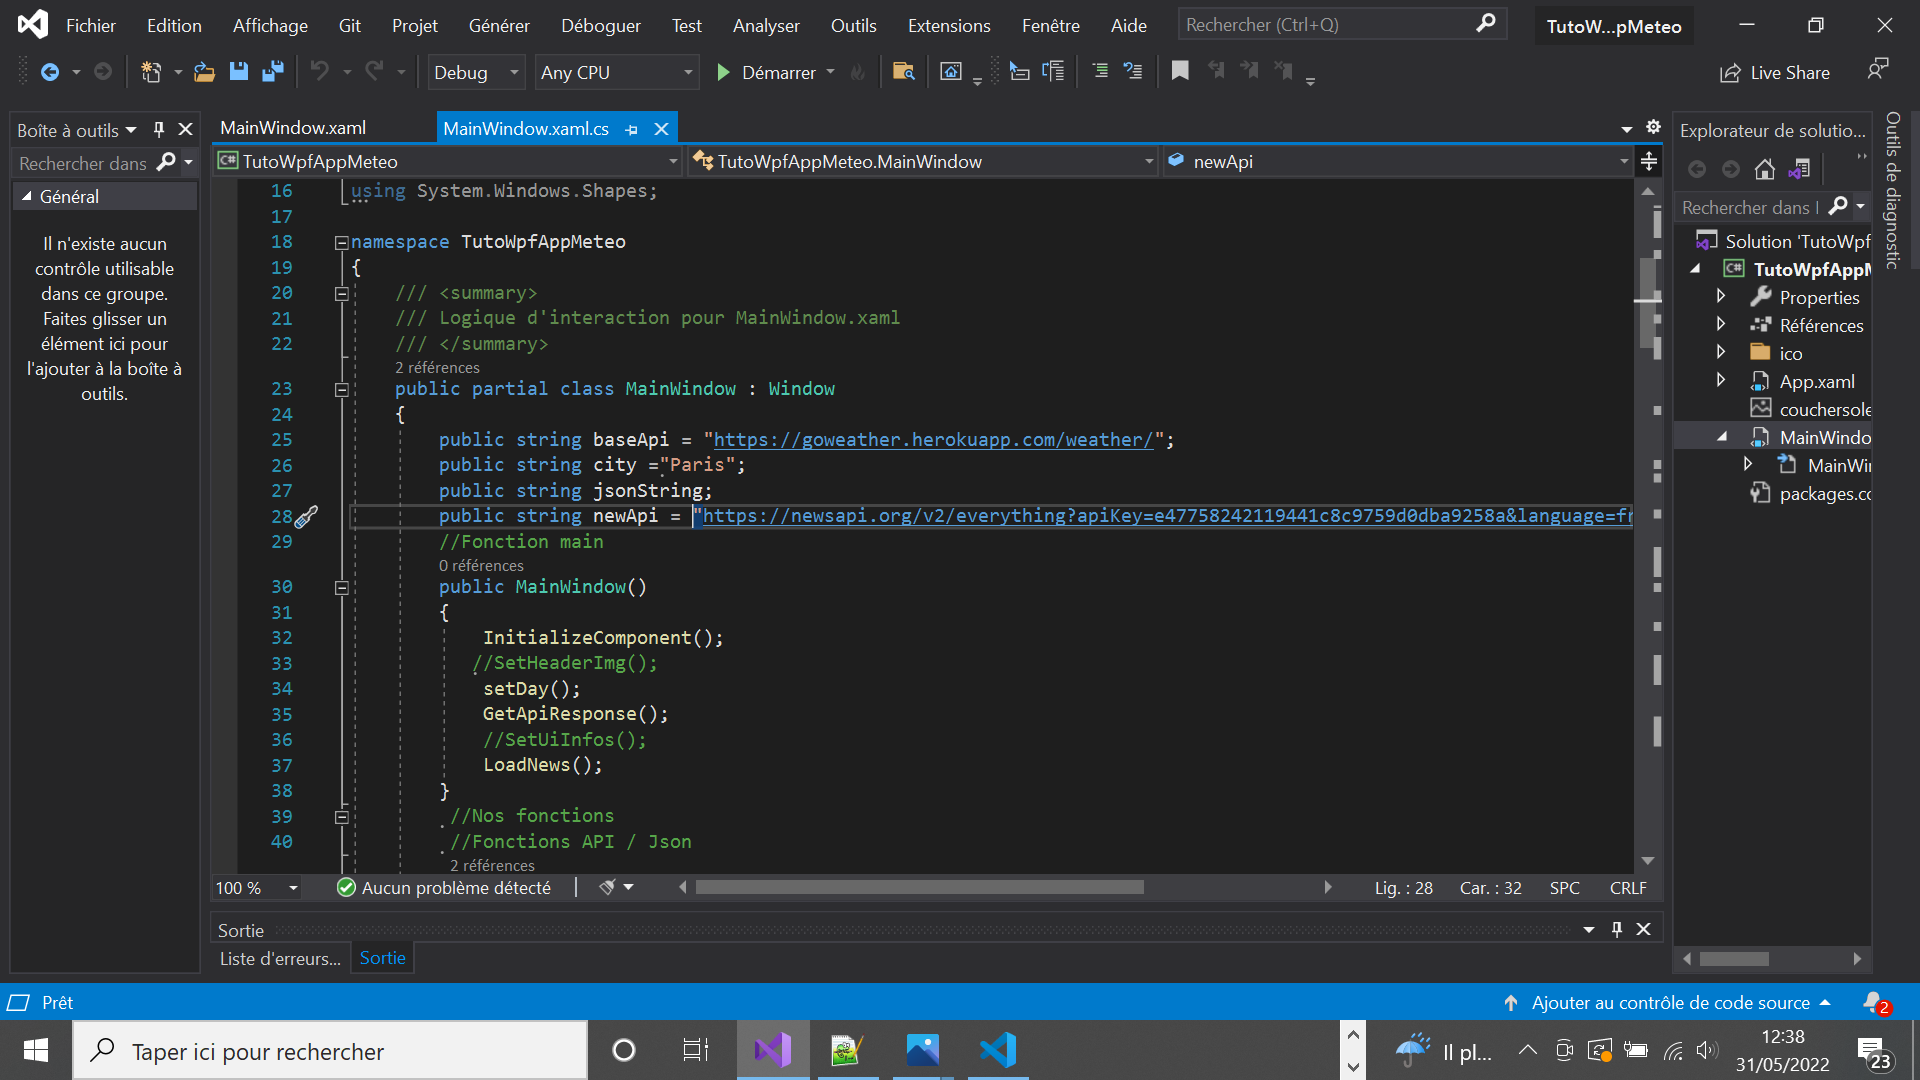 Fichier Edition Affichage Git Projet Générer Déboguer Test Analyser Outils Extensions Fenêtre Aide Rechercher (Ctrl+Q) TutoW...pMeteo
Debug Any CPU Démarrer Live Share
Boîte à outils
Rechercher dans
Général
Il n'existe aucun
contrôle utilisable
dans ce groupe.
Faites glisser un
élément ici pour
l'ajouter à la boîte à
outils.
MainWindow.xaml MainWindow.xaml.cs
TutoWpfAppMeteo TutoWpfAppMeteo.MainWindow newApi
16 using System.Windows.Shapes;
17
18 namespace TutoWpfAppMeteo
19 {
20 /// <summary>
21 /// Logique d'interaction pour MainWindow.xaml
22 /// </summary>
2 références
23 public partial class MainWindow : Window
24 {
25 public string baseApi = "https://goweather.herokuapp.com/weather/";
26 public string city ="Paris";
27 public string jsonString;
28 public string newApi = "https://newsapi.org/v2/everything?apiKey=e47758242119441c8c9759d0dba9258a&language=fr
29 //Fonction main
0 références
30 public MainWindow()
31 {
32 InitializeComponent();
33 //SetHeaderImg();
34 setDay();
35 GetApiResponse();
36 //SetUiInfos();
37 LoadNews();
38 }
39 //Nos fonctions
40 //Fonctions API / Json
2 références
100 % Aucun problème détecté Lig. : 28 Car. : 32 SPC CRLF
Sortie
Liste d'erreurs... Sortie
Explorateur de solutio...
Rechercher dans l
Solution 'TutoWpf
TutoWpfAppM
Properties
Références
ico
App.xaml
couchersole
MainWindo
MainWin
packages.co
Outils de diagnostic
Prêt Ajouter au contrôle de code source 2
Taper ici pour rechercher Il pl... 12:38
31/05/2022 23